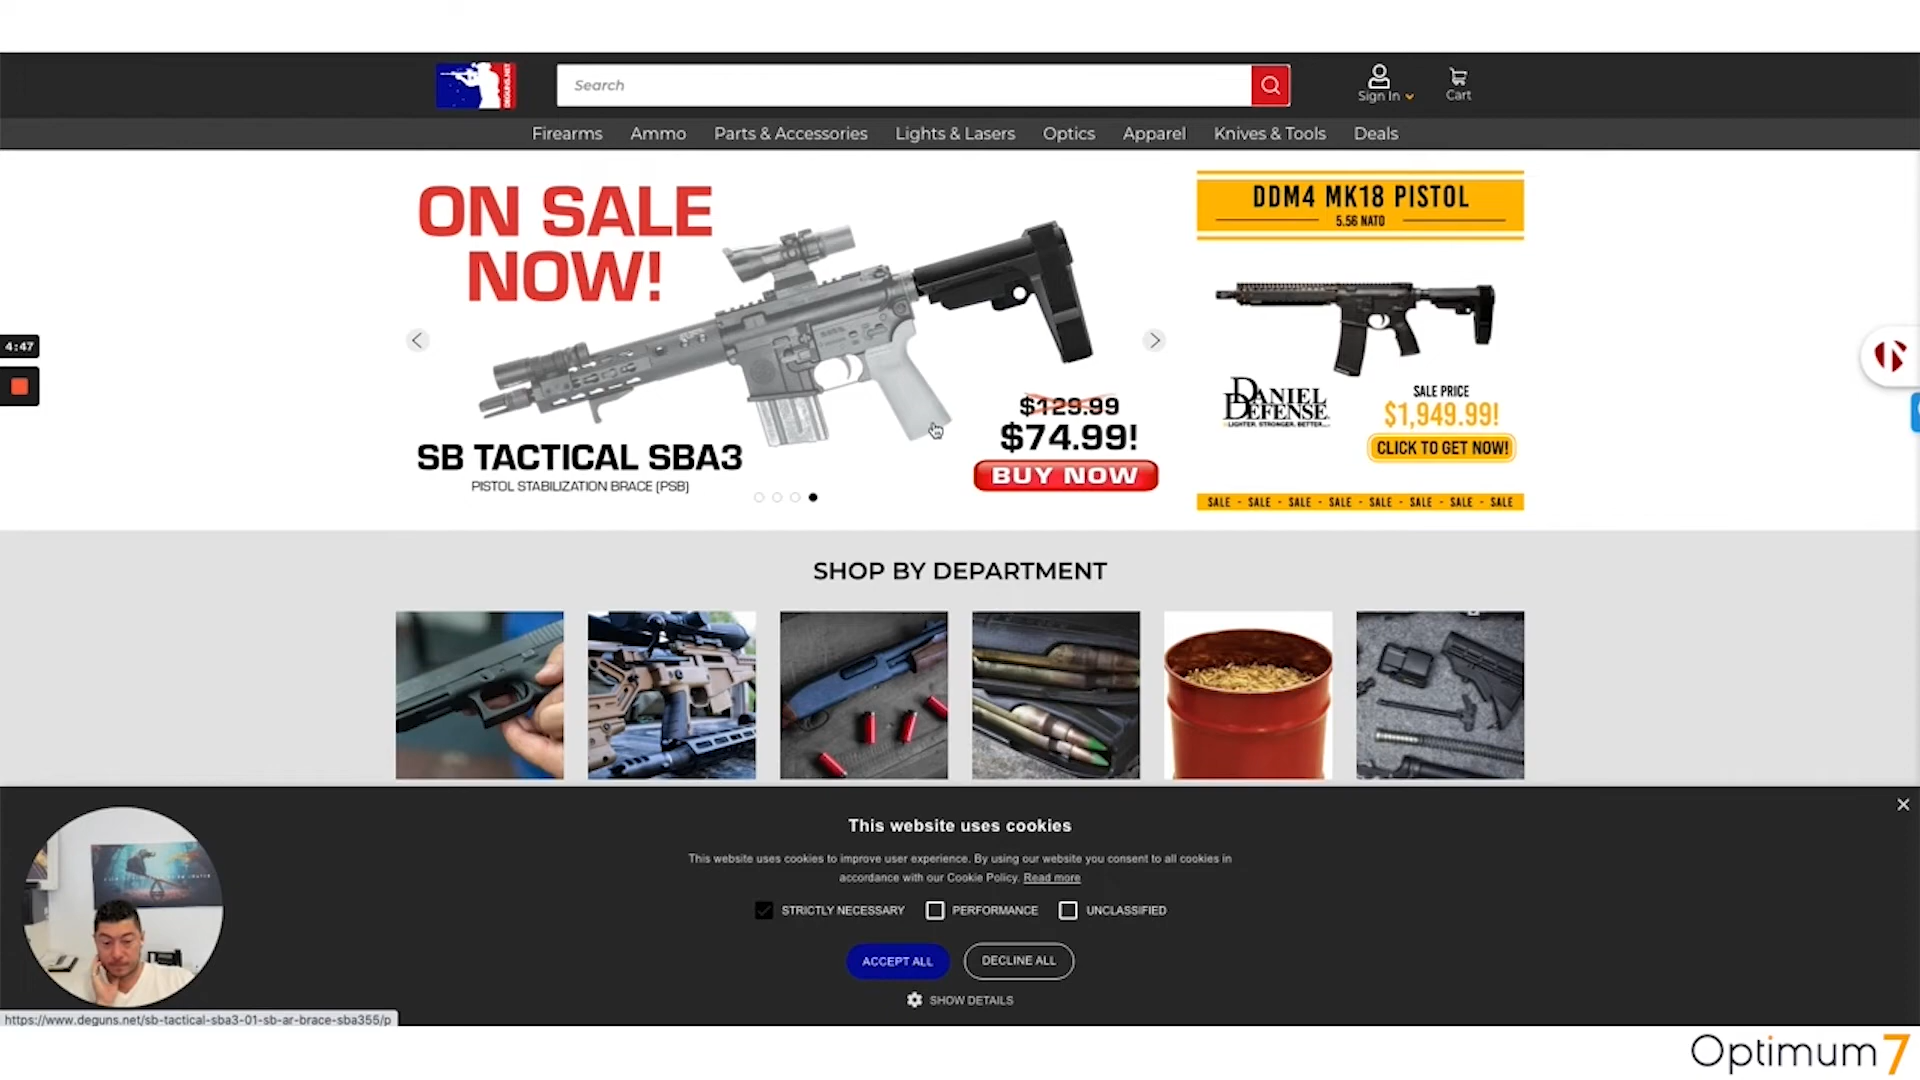 DEGUNS.NET
Search
Sign In
Cart
Firearms
Ammo
Parts & Accessories
Lights & Lasers
Optics
Apparel
Knives & Tools
Deals
ON SALE
NOW!
$129.99
$74.99!
SB TACTICAL SBA3
PISTOL STABILIZATION BRACE (PSB)
BUY NOW
DDM4 MK18 PISTOL
5.56 NATO
DANIEL
DEFENSE
LIGHTER. STRONGER. BETTER.
SALE PRICE
$1,949.99!
CLICK TO GET NOW!
SALE - SALE - SALE - SALE - SALE - SALE - SALE - SALE
4:47
SHOP BY DEPARTMENT
This website uses cookies
This website uses cookies to improve user experience. By using our website you consent to all cookies in
accordance with our Cookie Policy. Read more
STRICTLY NECESSARY
PERFORMANCE
UNCLASSIFIED
ACCEPT ALL
DECLINE ALL
SHOW DETAILS
https://www.deguns.net/sb-tactical-sba3-01-sb-ar-brace-sba355/p
Optimum7